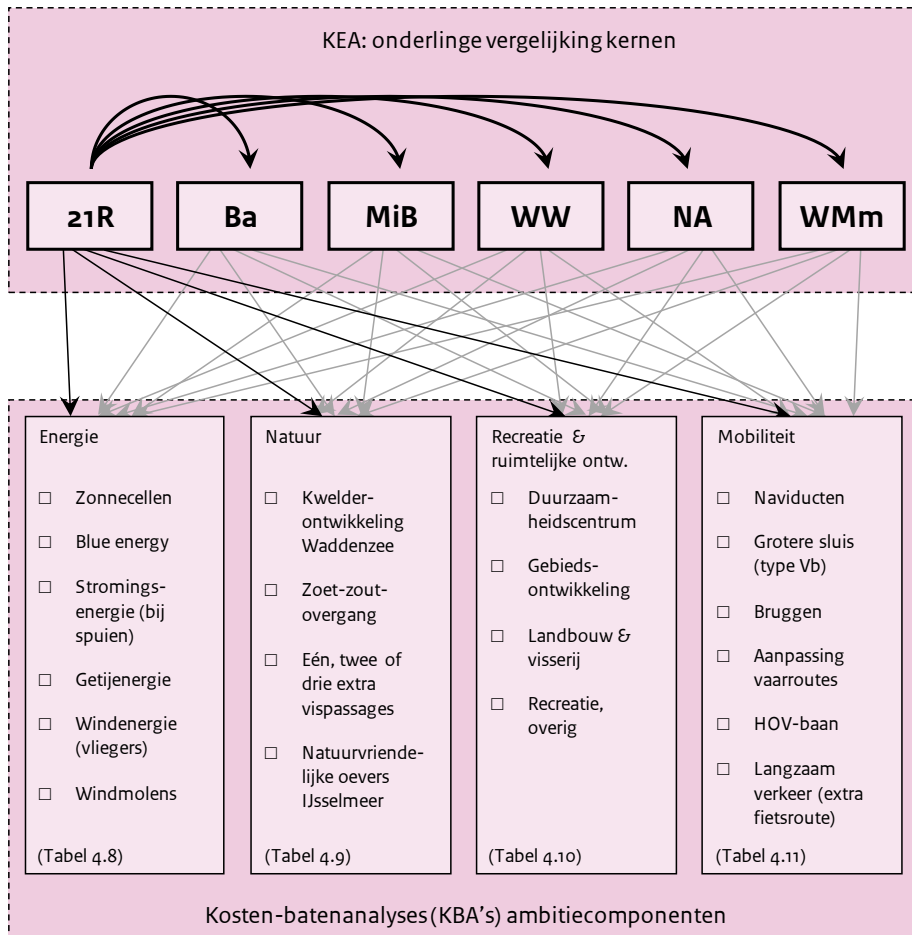 KEA: onderlinge vergelijking kernen
21R
Ba
MiB
WW
NA
WMm
Energie
□ Zonnecellen
□ Blue energy
□ Stromings-
energie (bij
spuien)
□ Getijenergie
□ Windenergie
(vliegers)
□ Windmolens
(Tabel 4.8)
Natuur
□ Kwelder-
ontwikkeling
Waddenzee
□ Zoet-zout-
overgang
□ Eén, twee of
drie extra
vispassages
□ Natuurvriende-
lijke oevers
IJsselmeer
(Tabel 4.9)
Recreatie &
ruimtelijke ontw.
□ Duurzaam-
heidscentrum
□ Gebieds-
ontwikkeling
□ Landbouw &
visserij
□ Recreatie,
overig
(Tabel 4.10)
Mobiliteit
□ Naviducten
□ Grotere sluis
(type Vb)
□ Bruggen
□ Aanpassing
vaarroutes
□ HOV-baan
□ Langzaam
verkeer (extra
fietsroute)
(Tabel 4.11)
Kosten-batenanalyses (KBA's) ambitiecomponenten